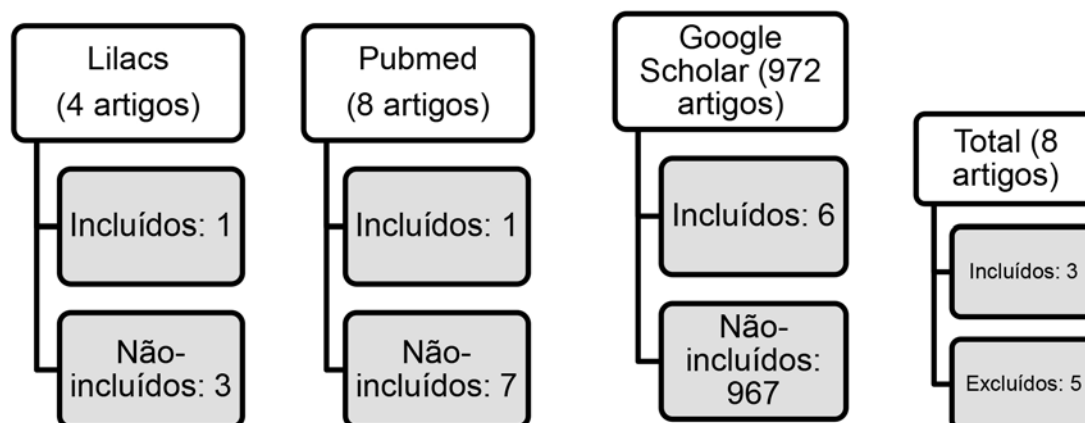 Lilacs
(4 artigos)
Incluídos: 1
Não-
incluídos: 3
Pubmed
(8 artigos)
Incluídos: 1
Não-
incluídos: 7
Google
Scholar (972
artigos)
Incluídos: 6
Não-
incluídos:
967
Total (8
artigos)
Incluídos: 3
Excluídos: 5